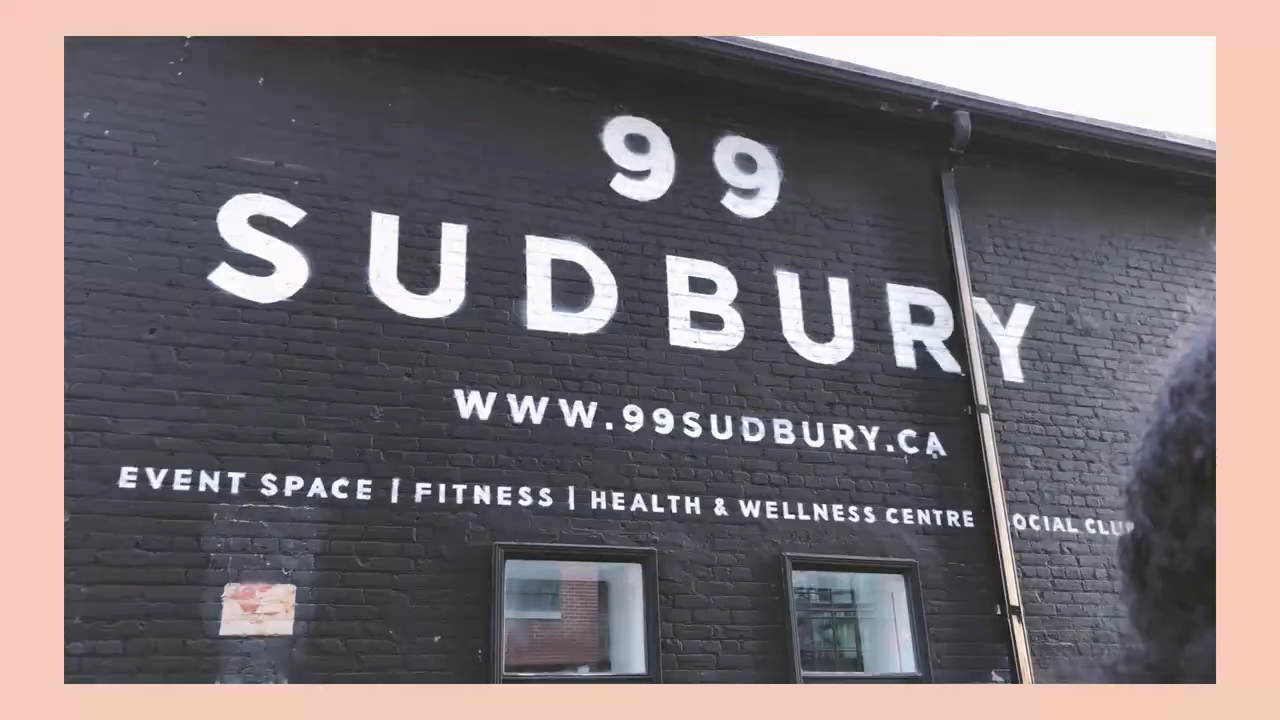 99
SUDBURY
WWW.99SUDBURY.CA
EVENT SPACE | FITNESS | HEALTH & WELLNESS CENTRE